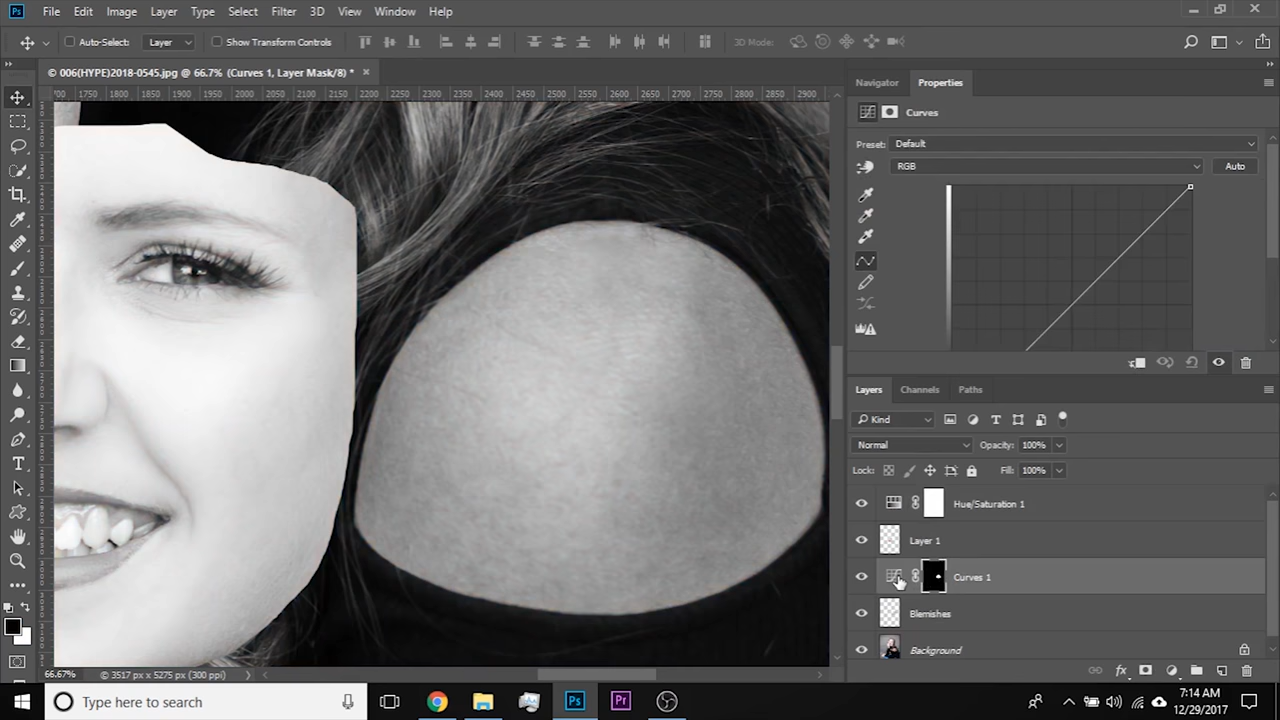 Ps File Edit Image Layer Type Select Filter 3D View Window Help
Auto-Select: Layer Show Transform Controls 3D Mode:
© 006(HYPE)2018-0545.jpg @ 66.7% (Curves 1, Layer Mask/8) * ×
1750 1800 1850 1900 1950 2000 2050 2100 2150 2200 2250 2300 2350 2400 2450 2500 2550 2600 2650 2700 2750 2800 2850 2900
Navigator Properties
Curves
Preset: Default
RGB Auto
Layers Channels Paths
Kind
Normal Opacity: 100%
Lock: Fill: 100%
Hue/Saturation 1
Layer 1
Curves 1
Blemishes
Background
66.67% © 3517 px x 5275 px (300 ppi)
Type here to search
Ps
Pr
7:14 AM
12/29/2017